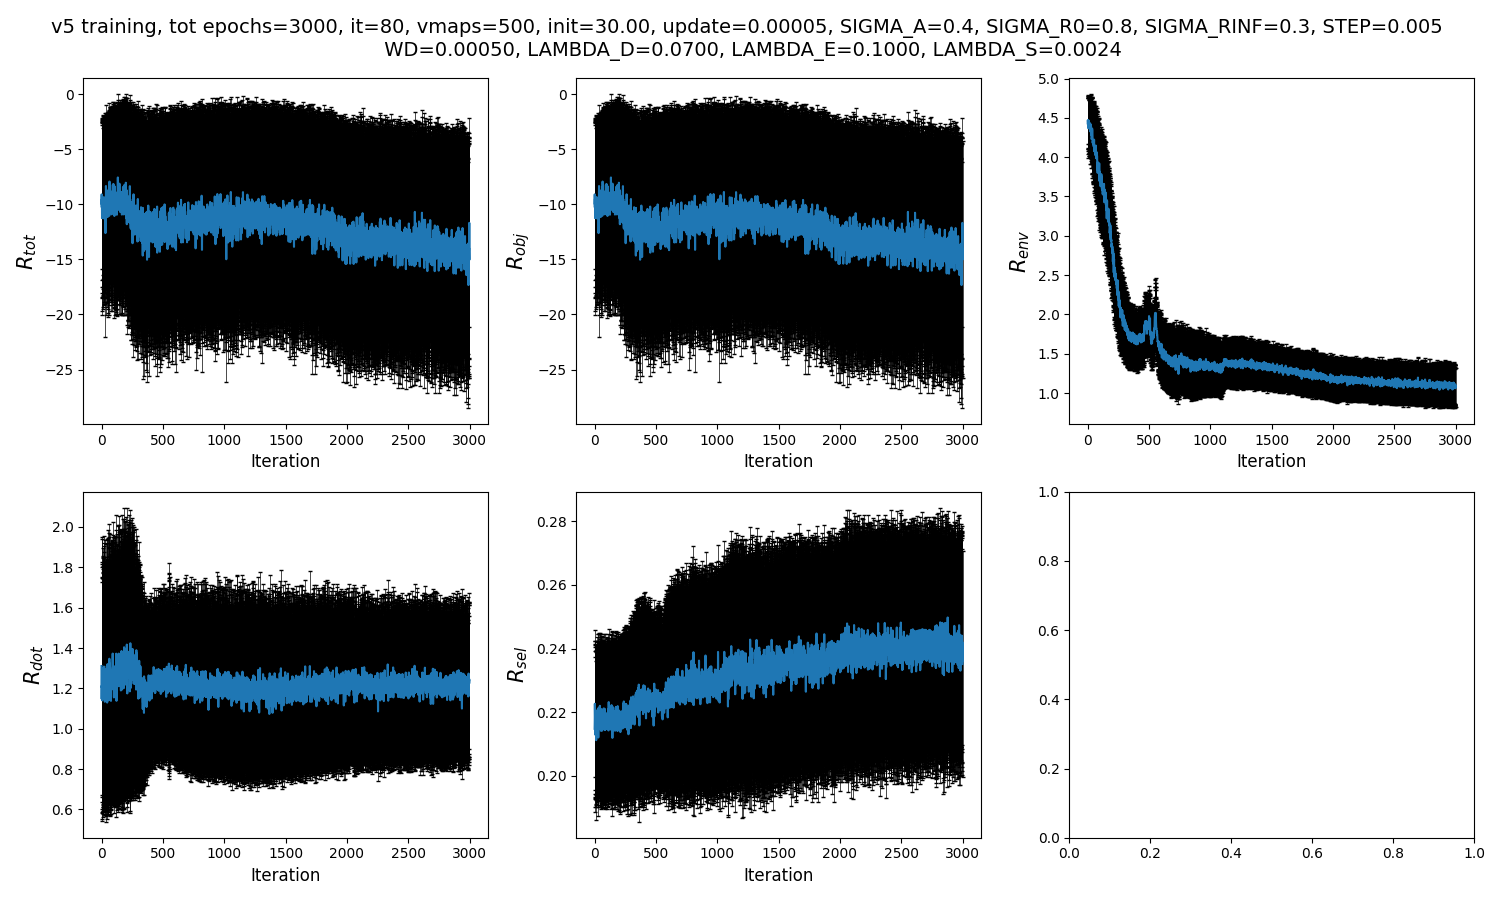 v5 training, tot epochs=3000, it=80, vmaps=500, init=30.00, update=0.00005, SIGMA_A=0.4, SIGMA_R0=0.8, SIGMA_RINF=0.3, STEP=0.005
WD=0.00050, LAMBDA_D=0.0700, LAMBDA_E=0.1000, LAMBDA_S=0.0024
R_tot
0
−5
−10
−15
−20
−25
0 500 1000 1500 2000 2500 3000
Iteration
R_obj
0
−5
−10
−15
−20
−25
0 500 1000 1500 2000 2500 3000
Iteration
R_env
5.0
4.5
4.0
3.5
3.0
2.5
2.0
1.5
1.0
0 500 1000 1500 2000 2500 3000
Iteration
R_dot
2.0
1.8
1.6
1.4
1.2
1.0
0.8
0.6
0 500 1000 1500 2000 2500 3000
Iteration
R_sel
0.28
0.26
0.24
0.22
0.20
0 500 1000 1500 2000 2500 3000
Iteration
1.0
0.8
0.6
0.4
0.2
0.0
0.0 0.2 0.4 0.6 0.8 1.0